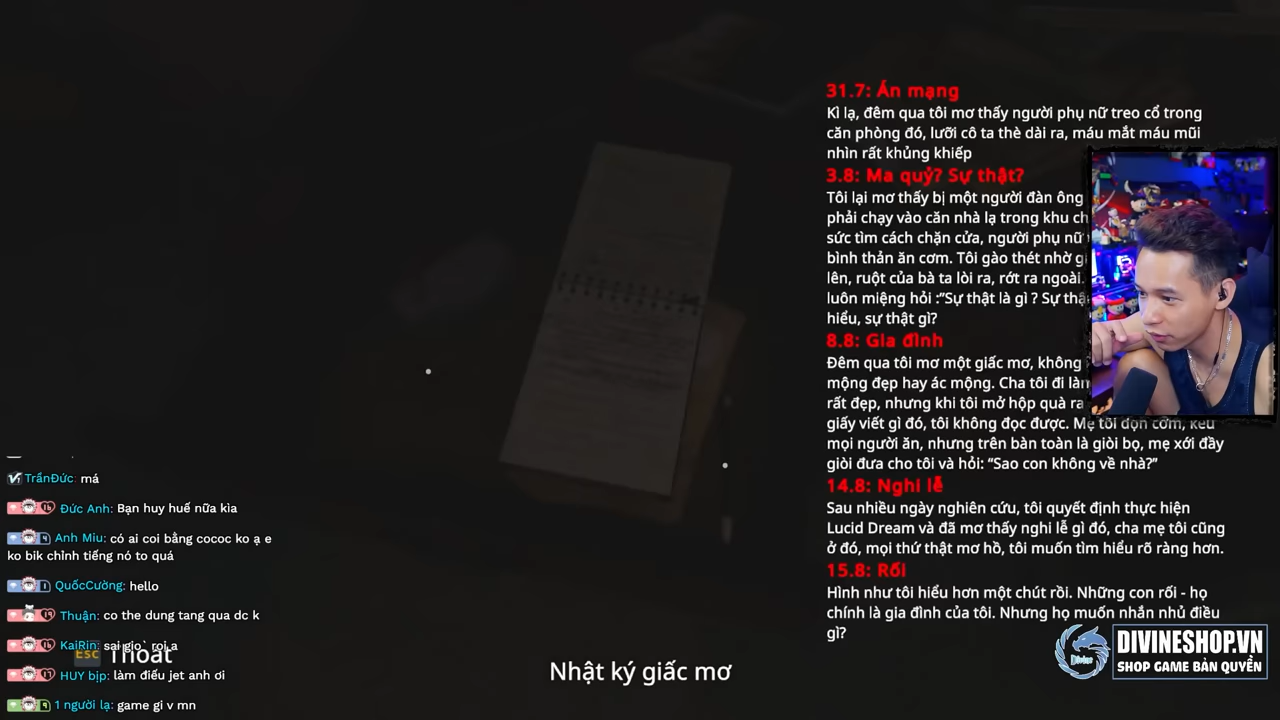 31.7: Án mạng
Kì lạ, đêm qua tôi mơ thấy người phụ nữ treo cổ trong
căn phòng đó, lưỡi cô ta thè dài ra, máu mắt máu mũi
nhìn rất khủng khiếp
3.8: Ma quỷ? Sự thật?
Tôi lại mơ thấy bị một người đàn ông
phải chạy vào căn nhà lạ trong khu
sức tìm cách chặn cửa, người phụ nữ
bình thản ăn cơm. Tôi gào thét nhờ
lên, ruột của bà ta lòi ra, rớt ra ngoài.
luôn miệng hỏi :”Sự thật là gì ? Sự
hiểu, sự thật gì?
8.8: Gia đình
Đêm qua tôi mơ một giấc mơ, không
mộng đẹp hay ác mộng. Cha tôi đi
rất đẹp, nhưng khi tôi mở hộp quà ra
giấy viết gì đó, tôi không đọc được. Mẹ tôi dọn cơm, kêu
mọi người ăn, nhưng trên bàn toàn là giòi bọ, mẹ xới đầy
giòi đưa cho tôi và hỏi: “Sao con không về nhà?”
14.8: Nghi lễ
Sau nhiều ngày nghiên cứu, tôi quyết định thực hiện
Lucid Dream và đã mơ thấy nghi lễ gì đó, cha mẹ tôi cũng
ở đó, mọi thứ thật mơ hồ, tôi muốn tìm hiểu rõ ràng hơn.
15.8: Rối
Hình như tôi hiểu hơn một chút rồi. Những con rối - họ
chính là gia đình của tôi. Nhưng họ muốn nhắn nhủ điều
gì?
TrầnĐức: má
Đức Anh: Bạn huy huế nữa kìa
Anh Miu: có ai coi bằng cococ ko ạ e
ko bik chỉnh tiếng nó to quá
QuốcCường: hello
Thuận: co the dung tang qua dc k
KaiRin: sai gio` roi a
ESC Thoát
HUY bịp: làm điếu jet anh ơi
1 người lạ: game gi v mn
Nhật ký giấc mơ
Divine
DIVINESHOP.VN
SHOP GAME BẢN QUYỀN